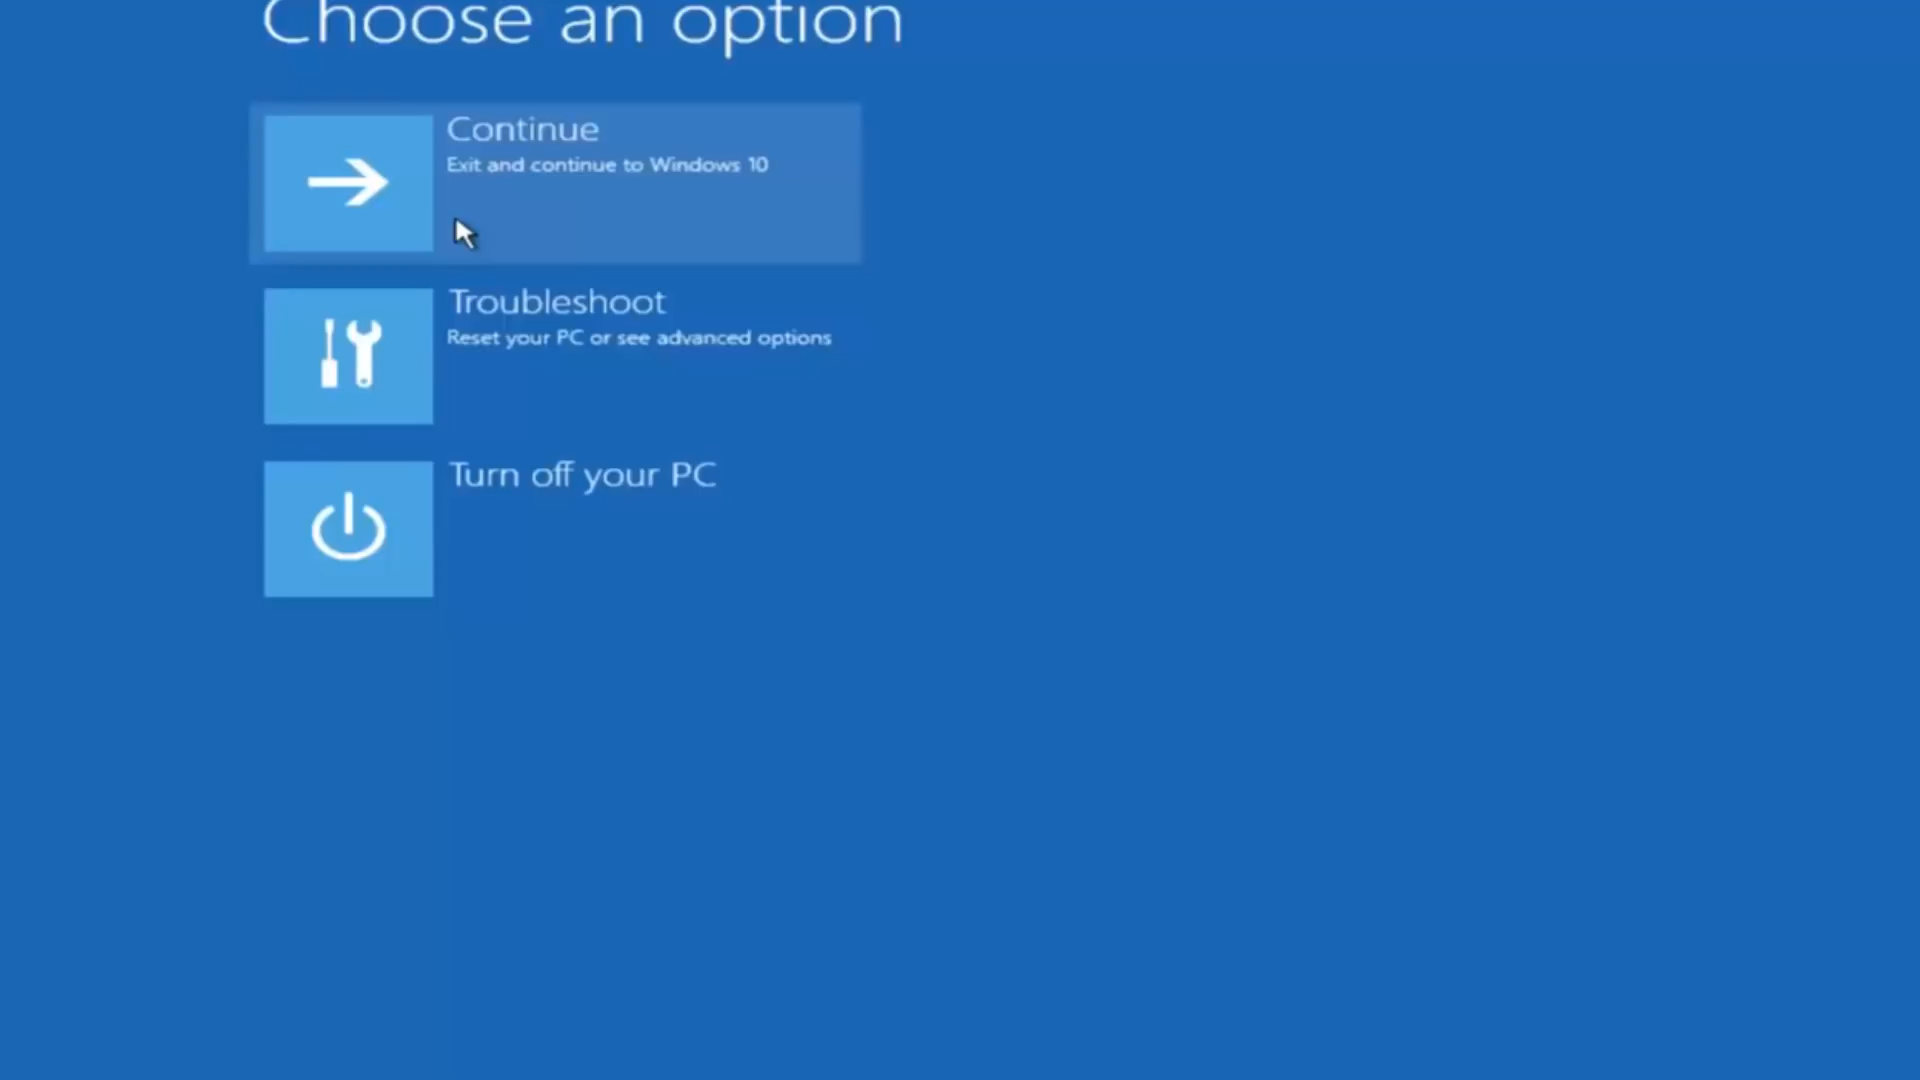 Choose an option
Continue
Exit and continue to Windows 10
Troubleshoot
Reset your PC or see advanced options
Turn off your PC